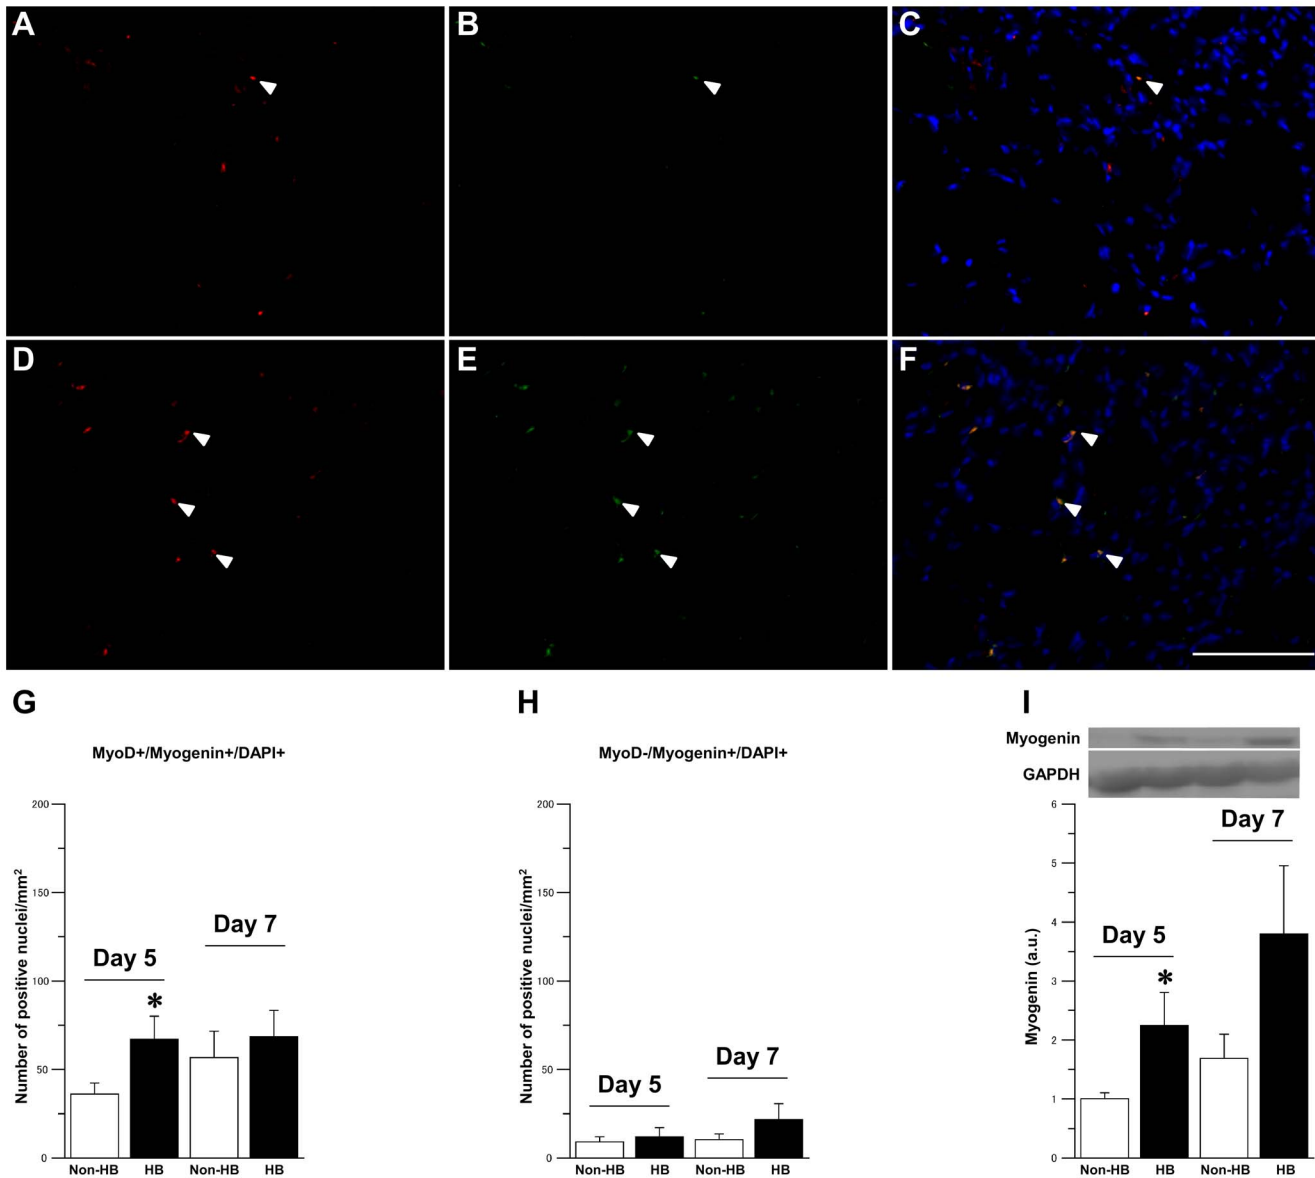 A
B
C
D
E
F
G
H
I
MyoD+/Myogenin+/DAPI+
Number of positive nuclei/mm²
200
150
100
50
0
Day 5
Day 7
*
Non-HB
HB
Non-HB
HB
MyoD-/Myogenin+/DAPI+
Number of positive nuclei/mm²
200
150
100
50
0
Day 5
Day 7
Non-HB
HB
Non-HB
HB
Myogenin
GAPDH
Myogenin (a.u.)
6
5
4
3
2
1
0
Day 5
Day 7
*
Non-HB
HB
Non-HB
HB